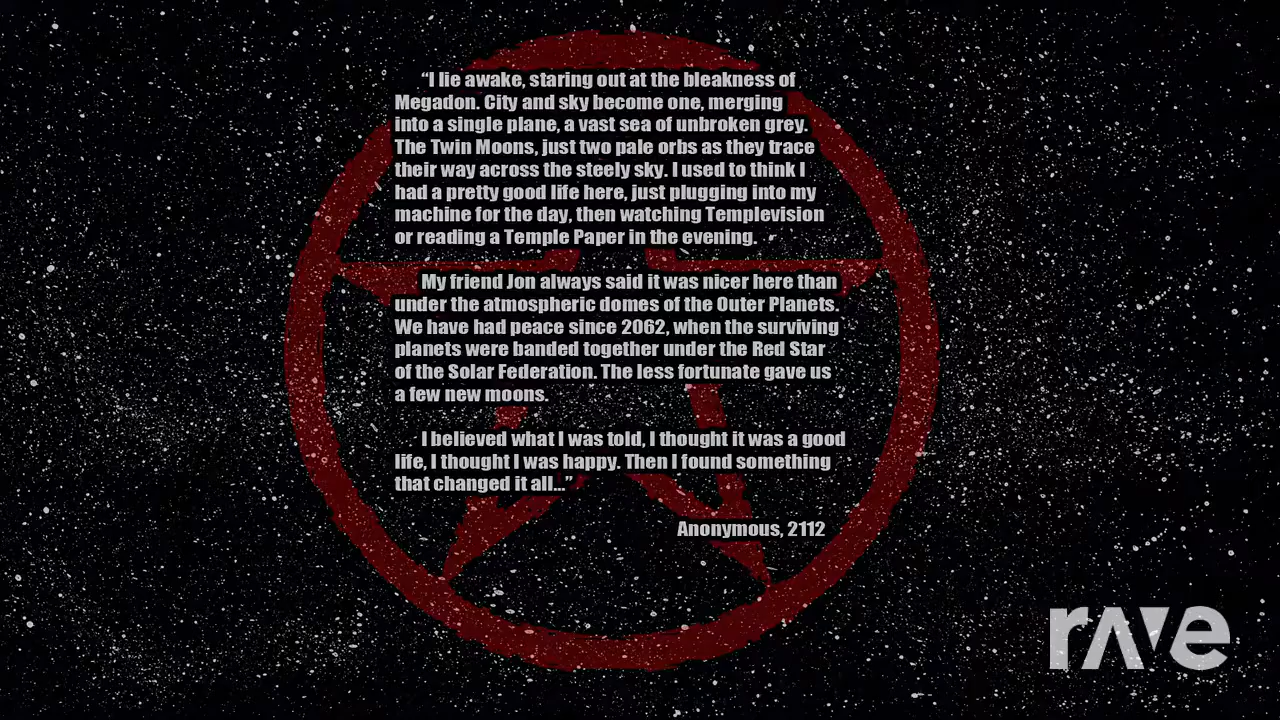 “I lie awake, staring out at the bleakness of
Megadon. City and sky become one, merging
into a single plane, a vast sea of unbroken grey.
The Twin Moons, just two pale orbs as they trace
their way across the steely sky. I used to think I
had a pretty good life here, just plugging into my
machine for the day, then watching Templevision
or reading a Temple Paper in the evening.
My friend Jon always said it was nicer here than
under the atmospheric domes of the Outer Planets.
We have had peace since 2062, when the surviving
planets were banded together under the Red Star
of the Solar Federation. The less fortunate gave us
a few new moons.
I believed what I was told, I thought it was a good
life, I thought I was happy. Then I found something
that changed it all...”
Anonymous, 2112
rave